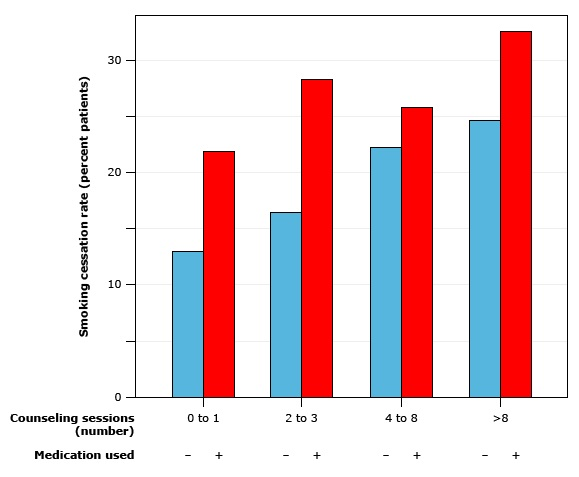 Smoking cessation rate (percent patients)
30
20
10
0
Counseling sessions
(number)
0 to 1 2 to 3 4 to 8 >8
Medication used – + – + – + – +